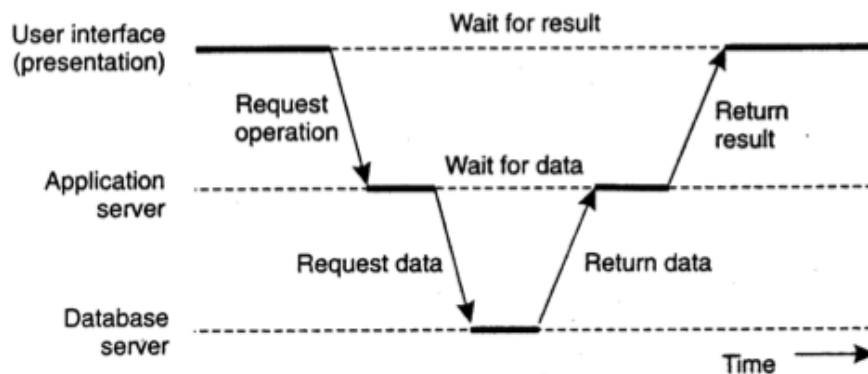 Wait for result
User interface
(presentation)
Request
operation
Return
result
Wait for data
Application
server
Request data
Return data
Database
server
Time